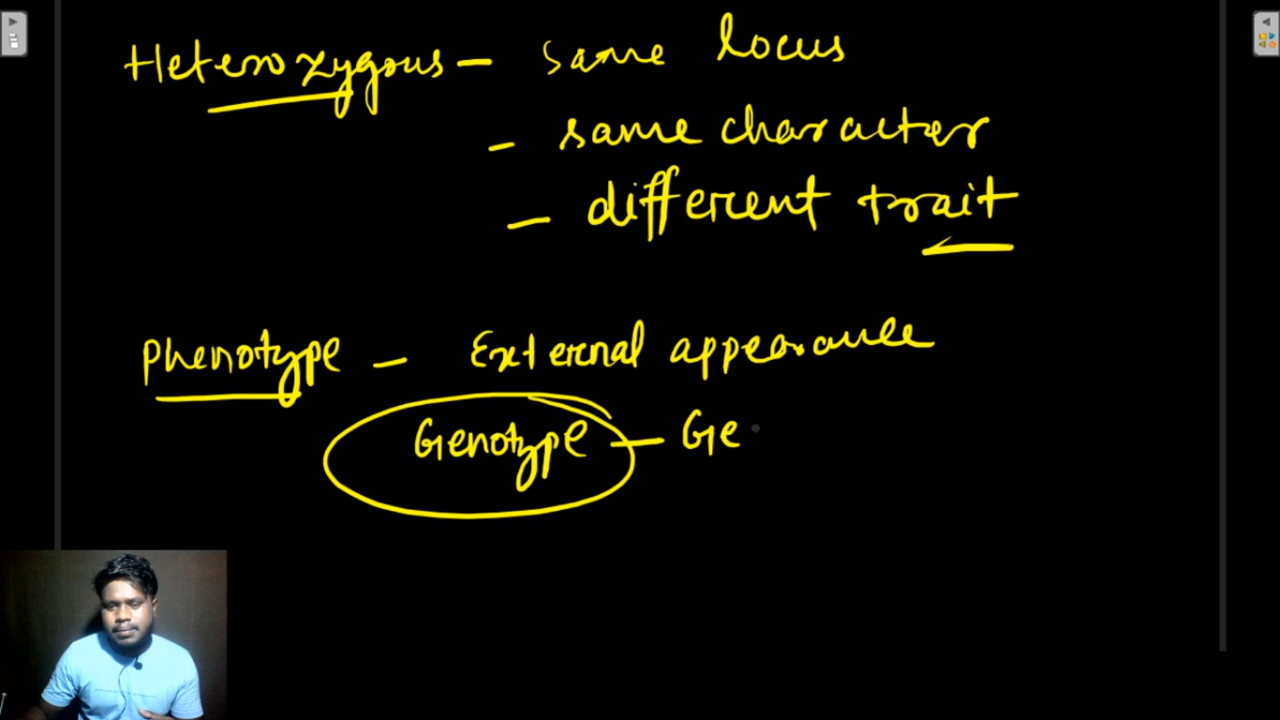 Heterozygous - same locus
- same character
- different trait
Phenotype - External appearance
Genotype - Ge